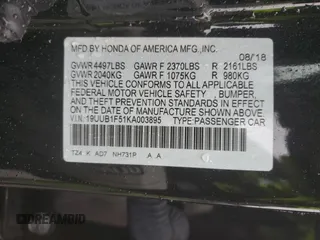 MFD BY HONDA OF AMERICA MFG., INC. 08/18
GVWR 4497LBS GAWR F 2370LBS R 2161LBS
GVWR 2040KG GAWR F 1075KG R 980KG
THIS VEHICLE CONFORMS TO ALL APPLICABLE
FEDERAL MOTOR VEHICLE SAFETY, BUMPER,
AND THEFT PREVENTION STANDARDS IN EFFECT
ON THE DATE OF MANUFACTURE SHOWN ABOVE.
V.I.N. 19UUB1F51KA003895 TYPE:PASSENGER CAR
TZ4 K AD7 NH731P A A
IDREAMOID